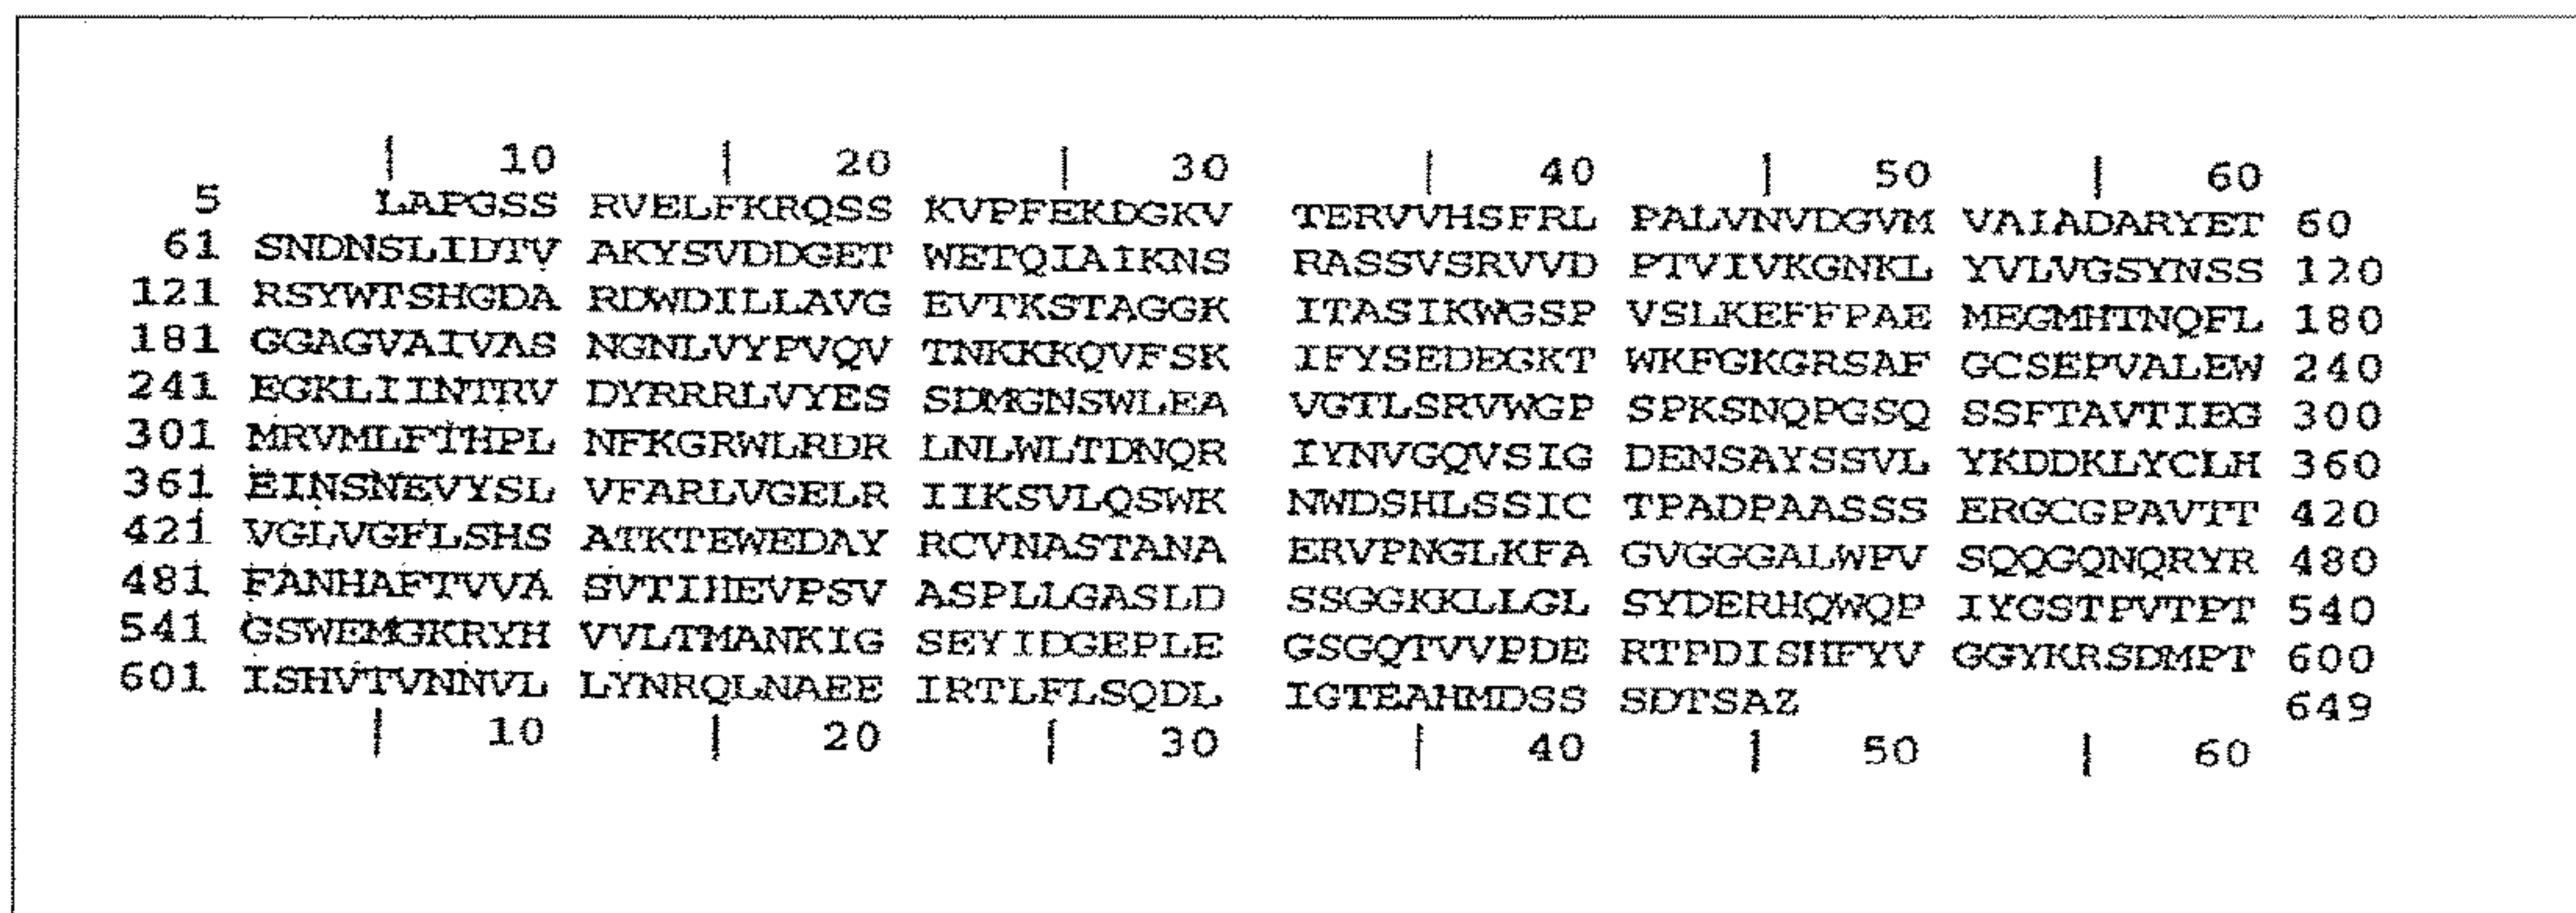 | 10 | 20 | 30 | 40 | 50 | 60
5 LAPGSS RVELFKRQSS KVPFEKDGKV TERVVHSFRL PALVNVDGVM VAIADARYET 60
61 SNDNSLIDTV AKYSVDDGET WETQIAIKNS RASSVSRVVD PTVIVKGNKL YVLVGSYNSS 120
121 RSYWTSHGDA RDWDILLAVG EVTKSTAGGK ITASIKWGSP VSLKEFFPAE MEGMHTNQFL 180
181 GGAGVAIVAS NGNLVYPVQV TNKKKQVFSK IFYSEDEGKT WKFGKGRSAF GCSEPVALEW 240
241 EGKLIINTRV DYRRRLVYES SDMGNSWLEA VGTLSRVWGP SPKSNQPGSQ SSFTAVTIEG 300
301 MRVMLFTHPL NFKGRWLRDR LNLWLTDNQR IYNVGQVSIG DENSAYSSVL YKDDKLYCLH 360
361 EINSNEVYSL VFARLVGELR IIKSVLQSWK NWDSHLSSIC TPADPAASSS ERGCGPAVTT 420
421 VGLVGFLSHS ATKTEWEDAY RCVNASTANA ERVPNGLKFA GVGGGALWPV SQQGQNQRYR 480
481 FANHAFTVVA SVTIHEVPSV ASPLLGASLD SSGGKKLLGL SYDERHQWQP IYGSTPVTPT 540
541 GSWEMGKRYH VVLTMANKIG SEYIDGEPLE GSGQTVVPDE RTPDISHFYV GGYKRSDMPT 600
601 ISHVTVNNVL LYNRQLNAEE IRTLFLSQDL IGTEAHMDSS SDTSAZ 649
| 10 | 20 | 30 | 40 | 50 | 60